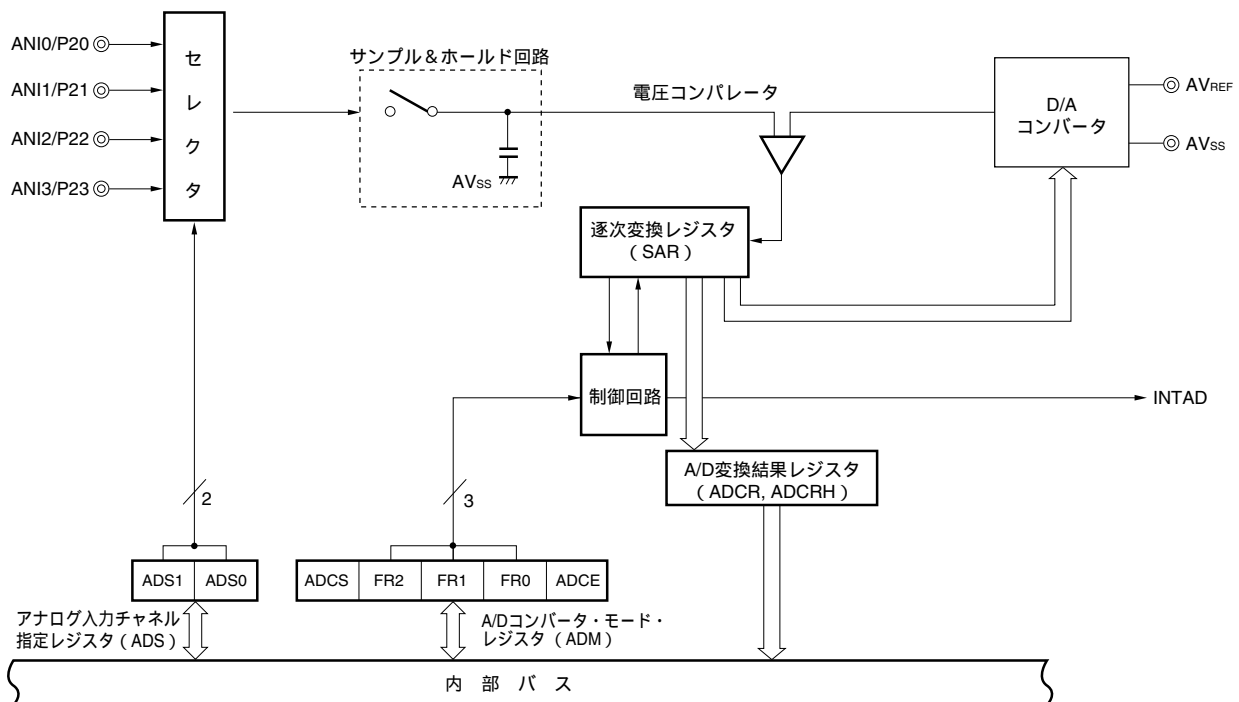 ANI0/P20
ANI1/P21
ANI2/P22
ANI3/P23
セレクタ
サンプル&ホールド回路
AVSS
電圧コンパレータ
D/A
コンバータ
AVREF
AVSS
逐次変換レジスタ
(SAR)
制御回路
INTAD
A/D変換結果レジスタ
(ADCR, ADCRH)
2
3
ADS1 ADS0
ADCS FR2 FR1 FR0 ADCE
アナログ入力チャネル
指定レジスタ(ADS)
A/Dコンバータ・モード・
レジスタ(ADM)
内部バス